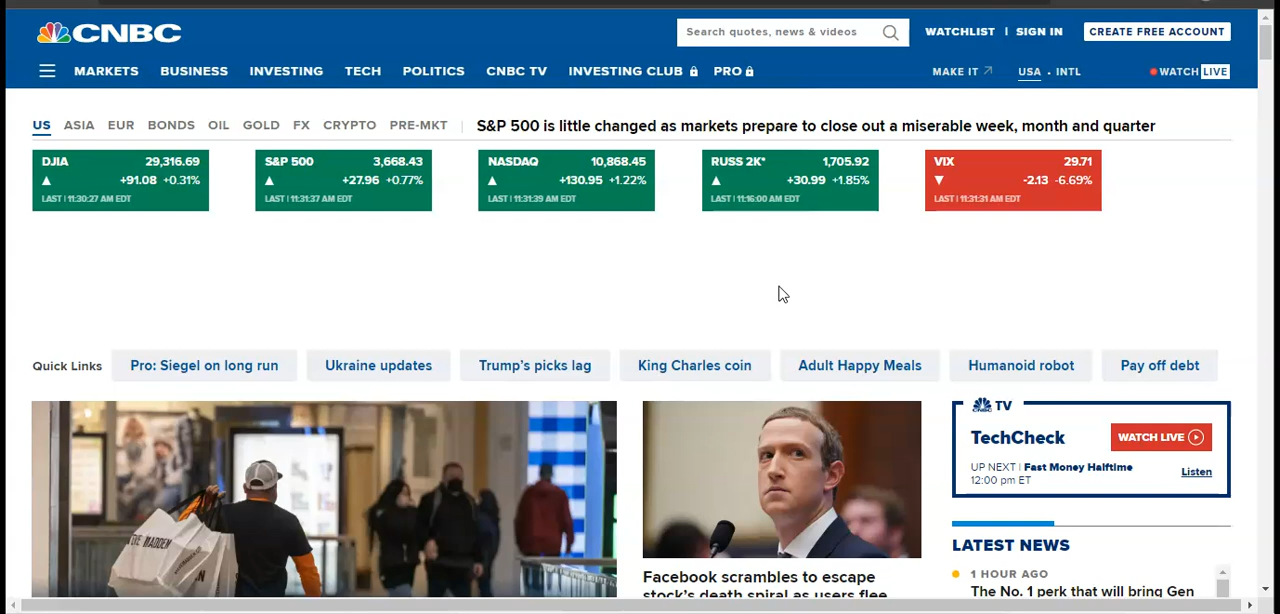 CNBC
Search quotes, news & videos
WATCHLIST | SIGN IN
CREATE FREE ACCOUNT
MARKETS BUSINESS INVESTING TECH POLITICS CNBC TV INVESTING CLUB PRO
MAKE IT USA • INTL WATCH LIVE
US ASIA EUR BONDS OIL GOLD FX CRYPTO PRE-MKT
S&P 500 is little changed as markets prepare to close out a miserable week, month and quarter
DJIA 29,316.69
▲ +91.08 +0.31%
LAST | 11:30:27 AM EDT
S&P 500 3,668.43
▲ +27.96 +0.77%
LAST | 11:31:37 AM EDT
NASDAQ 10,868.45
▲ +130.95 +1.22%
LAST | 11:31:39 AM EDT
RUSS 2K* 1,705.92
▲ +30.99 +1.85%
LAST | 11:16:00 AM EDT
VIX 29.71
▼ -2.13 -6.69%
LAST | 11:31:31 AM EDT
Quick Links Pro: Siegel on long run Ukraine updates Trump's picks lag King Charles coin Adult Happy Meals Humanoid robot Pay off debt
CNBC TV
TechCheck
WATCH LIVE
UP NEXT | Fast Money Halftime
12:00 pm ET
Listen
LATEST NEWS
1 HOUR AGO
The No. 1 perk that will bring Gen
Facebook scrambles to escape
stock's death spiral as users flee